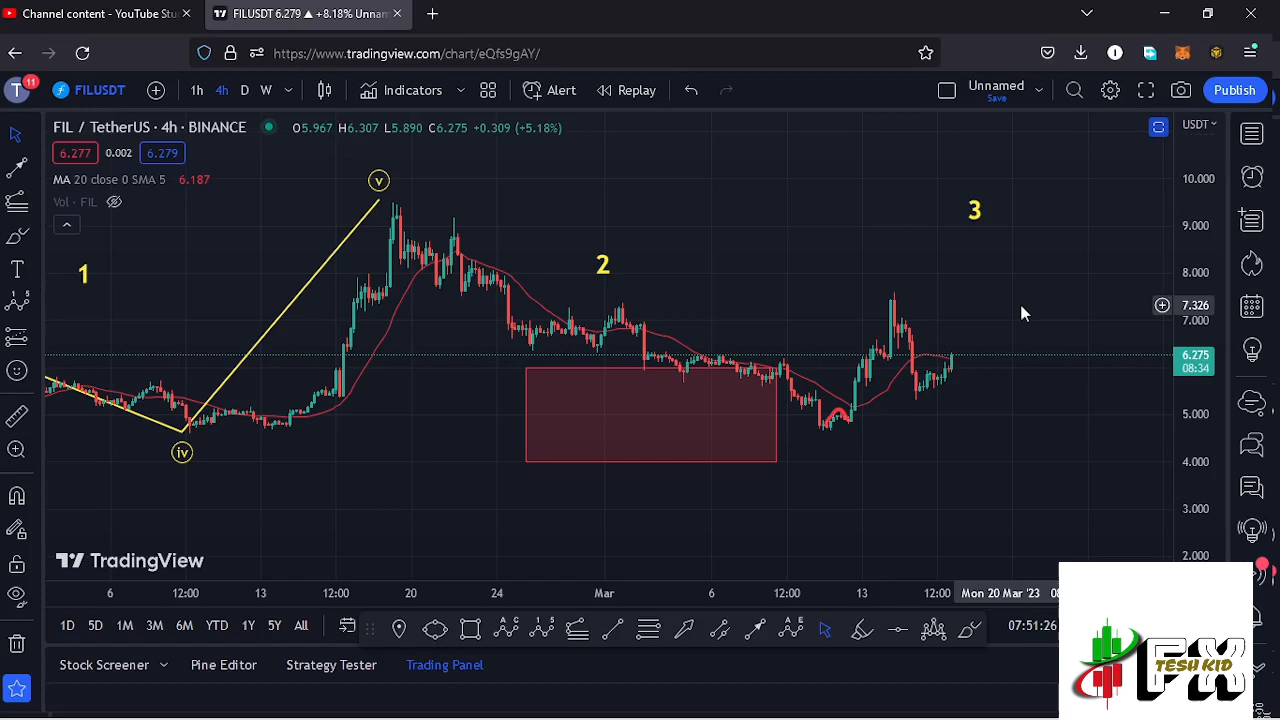 Channel content - YouTube Stu
FILUSDT 6.279 ▲ +8.18% Unnam
https://www.tradingview.com/chart/eQfs9gAY/
T 11 FILUSDT 1h 4h D W Indicators Alert Replay Unnamed Save Publish
FIL / TetherUS · 4h · BINANCE O5.967 H6.307 L5.890 C6.275 +0.309 (+5.18%) USDT
6.277 0.002 6.279
MA 20 close 0 SMA 5 6.187
Vol · FIL
v
1
2
3
iv
10.000
9.000
8.000
7.326
7.000
6.275
08:34
5.000
4.000
3.000
2.000
TradingView
6 12:00 13 12:00 20 24 Mar 6 12:00 13 12:00 Mon 20 Mar '23
1D 5D 1M 3M 6M YTD 1Y 5Y All 07:51:26
Stock Screener Pine Editor Strategy Tester Trading Panel
FX
TESH KID